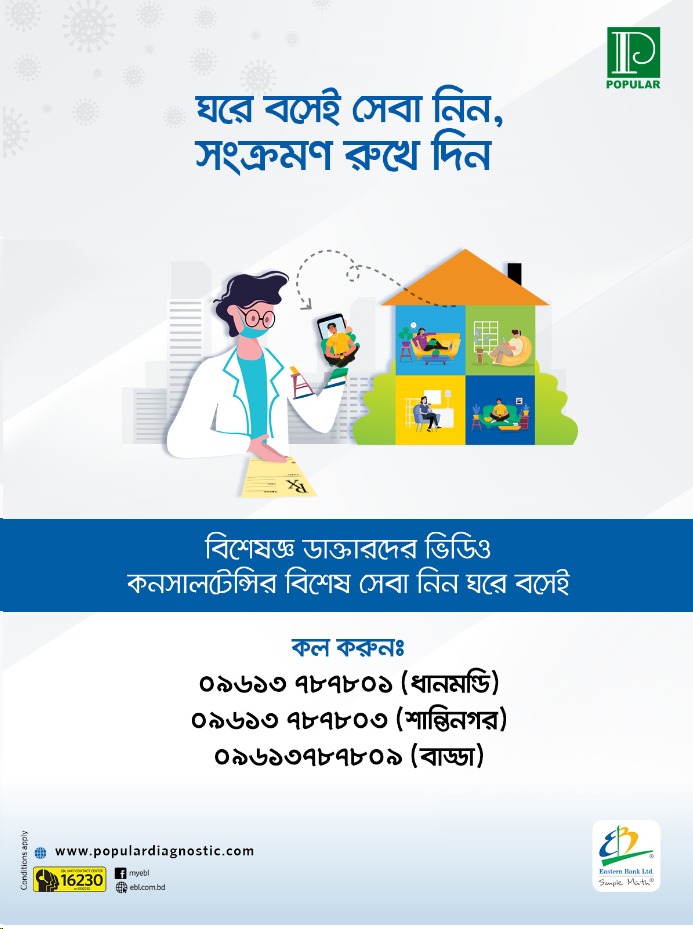 POPULAR
ঘরে বসেই সেবা নিন,
সংক্রমণ রুখে দিন
RX
বিশেষজ্ঞ ডাক্তারদের ভিডিও
কনসালটেন্সির বিশেষ সেবা নিন ঘরে বসেই
কল করুনঃ
০৯৬১৩ ৭৮৭৮০১ (ধানমন্ডি)
০৯৬১৩ ৭৮৭৮০৩ (শান্তিনগর)
০৯৬১৩৭৮৭৮০৯ (বাড্ডা)
Conditions apply
www.populardiagnostic.com
16230
myebl
ebl.com.bd
Eastern Bank Ltd.
Simple Math®